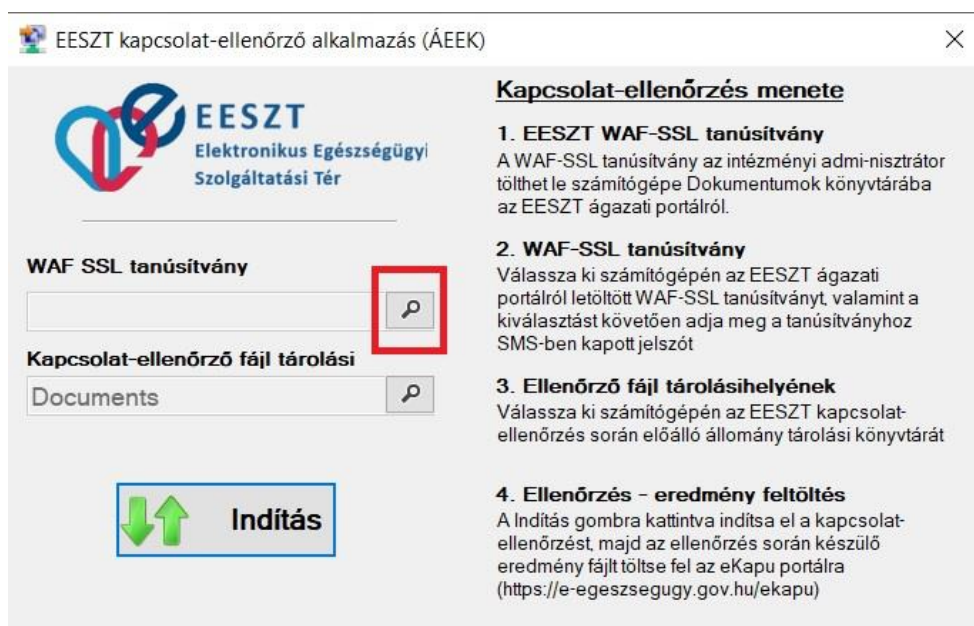 EESZT kapcsolat-ellenőrző alkalmazás (ÁEEK)
EESZT
Elektronikus Egészségügyi
Szolgáltatási Tér
WAF SSL tanúsítvány
Kapcsolat-ellenőrző fájl tárolási
Documents
Indítás
Kapcsolat-ellenőrzés menete
1. EESZT WAF-SSL tanúsítvány
A WAF-SSL tanúsítvány az intézményi admi-nisztrátor
tölthet le számítógépe Dokumentumok könyvtárába
az EESZT ágazati portálról.
2. WAF-SSL tanúsítvány
Válassza ki számítógépén az EESZT ágazati
portálról letöltött WAF-SSL tanúsítványt, valamint a
kiválasztást követően adja meg a tanúsítványhoz
SMS-ben kapott jelszót
3. Ellenőrző fájl tárolásihelyének
Válassza ki számítógépén az EESZT kapcsolat-
ellenőrzés során előálló állomány tárolási könyvtárát
4. Ellenőrzés - eredmény feltöltés
A Indítás gombra kattintva indítsa el a kapcsolat-
ellenőrzést, majd az ellenőrzés során készülő
eredmény fájlt töltse fel az eKapu portálra
(https://e-egeszsegugy.gov.hu/ekapu)